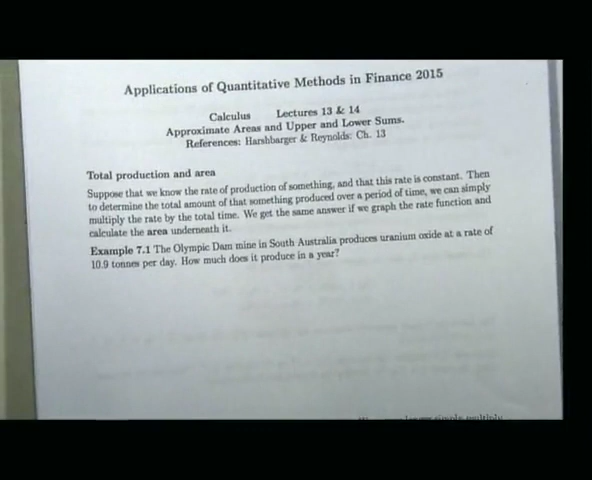 Applications of Quantitative Methods in Finance 2015
Calculus Lectures 13 & 14
Approximate Areas and Upper and Lower Sums.
References: Harshbarger & Reynolds: Ch. 13
Total production and area
Suppose that we know the rate of production of something, and that this rate is constant. Then
to determine the total amount of that something produced over a period of time, we can simply
multiply the rate by the total time. We get the same answer if we graph the rate function and
calculate the area underneath it.
Example 7.1 The Olympic Dam mine in South Australia produces uranium oxide at a rate of
10.9 tonnes per day. How much does it produce in a year?
simple multiply